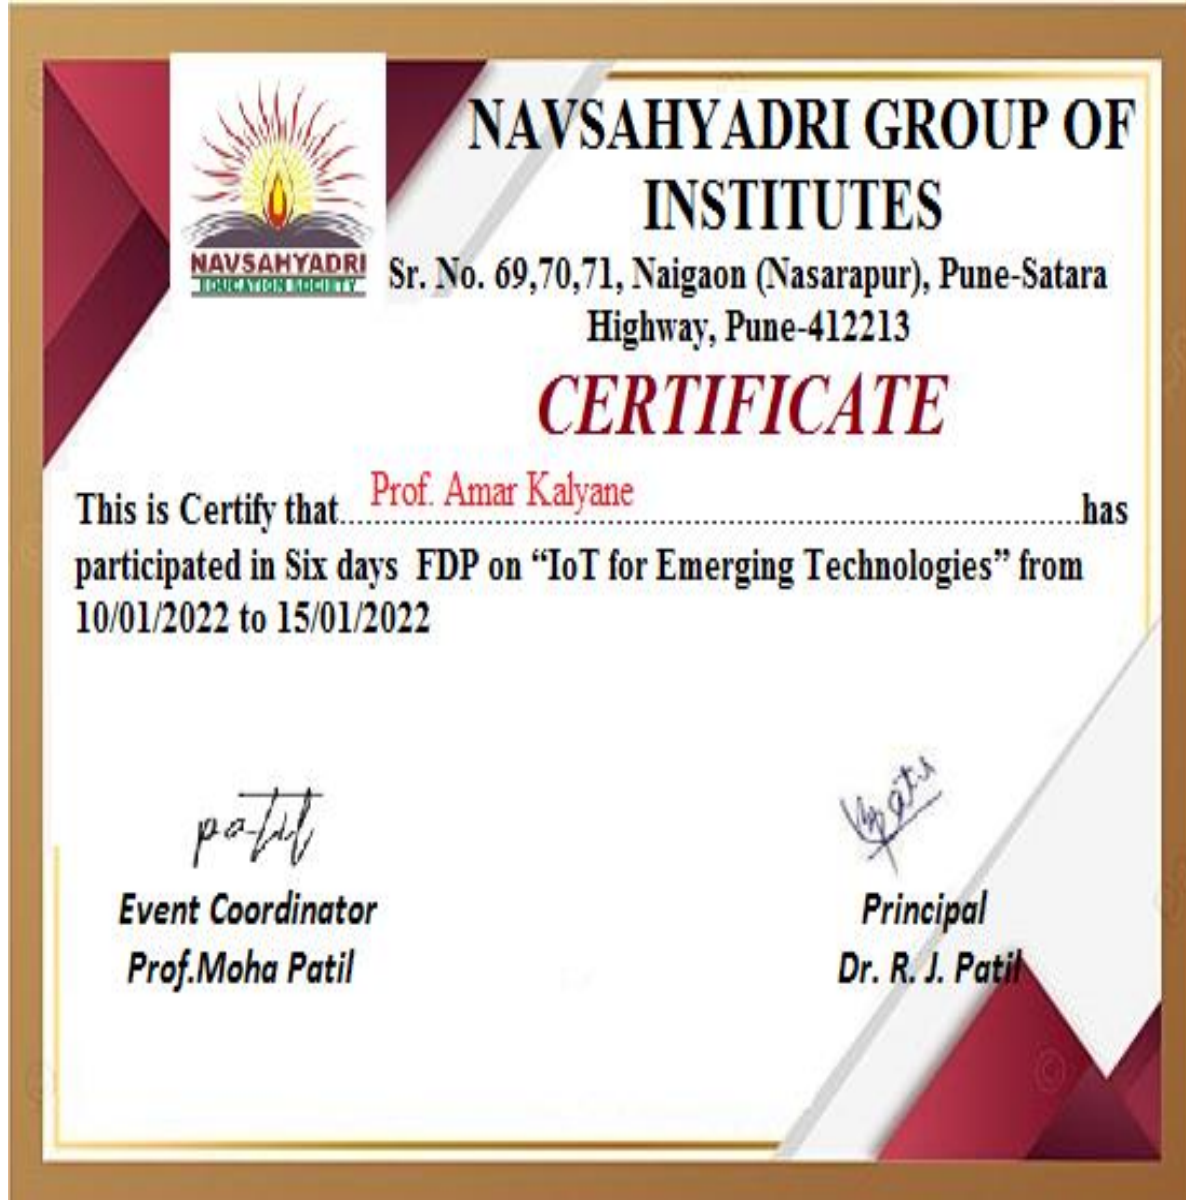 NAVSAHYADRI GROUP OF
INSTITUTES
NAVSAHYADRI
EDUCATION SOCIETY
Sr. No. 69,70,71, Naigaon (Nasarapur), Pune-Satara
Highway, Pune-412213
CERTIFICATE
This is Certify that....Prof. Amar Kalyane....has
participated in Six days FDP on “IoT for Emerging Technologies” from
10/01/2022 to 15/01/2022
patil
Event Coordinator
Principal
Prof.Moha Patil
Dr. R. J. Patil